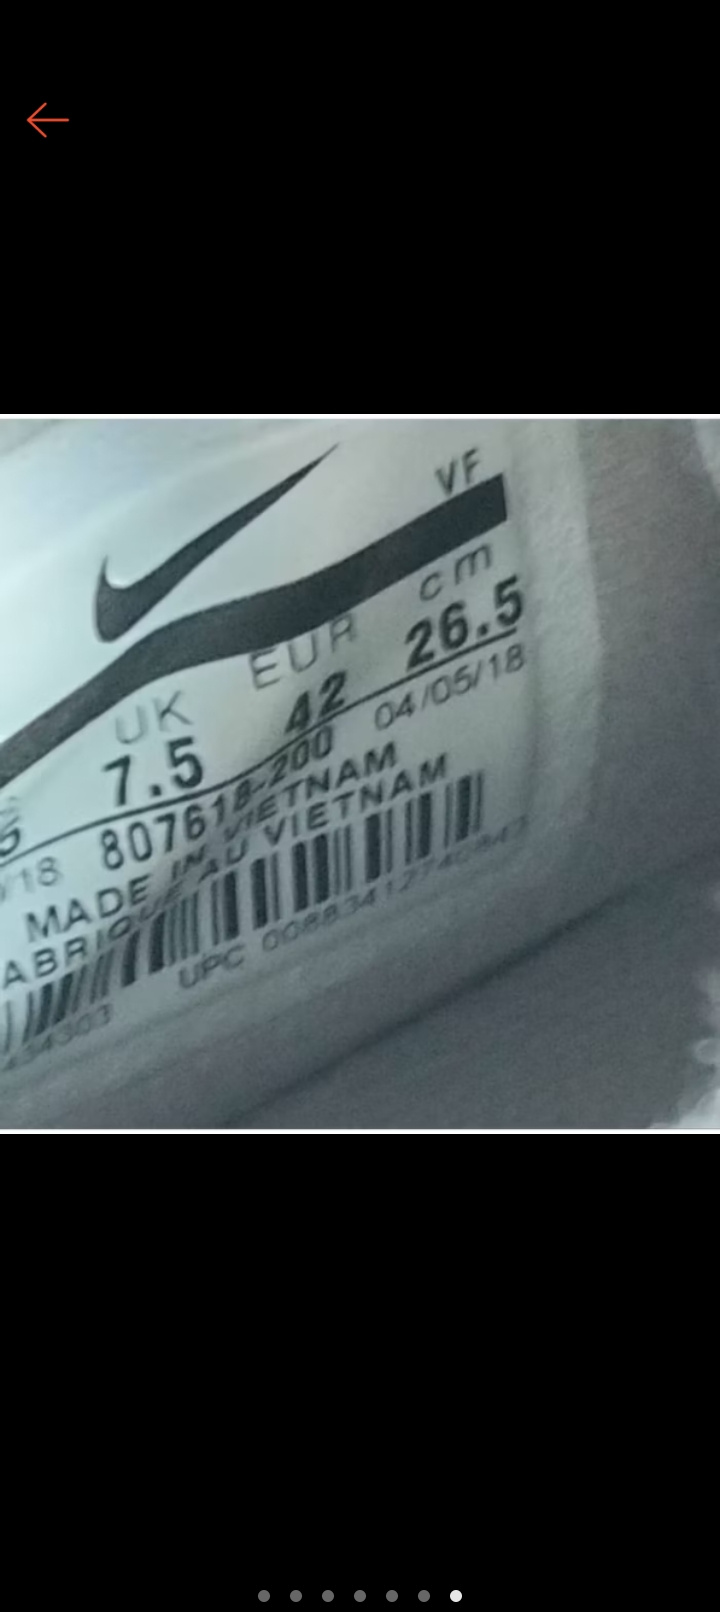 VF
UK EUR cm
7.5 42 26.5
04/05/18
807618-200
MADE IN VIETNAM
ABRIQUE AU VIETNAM
UPC